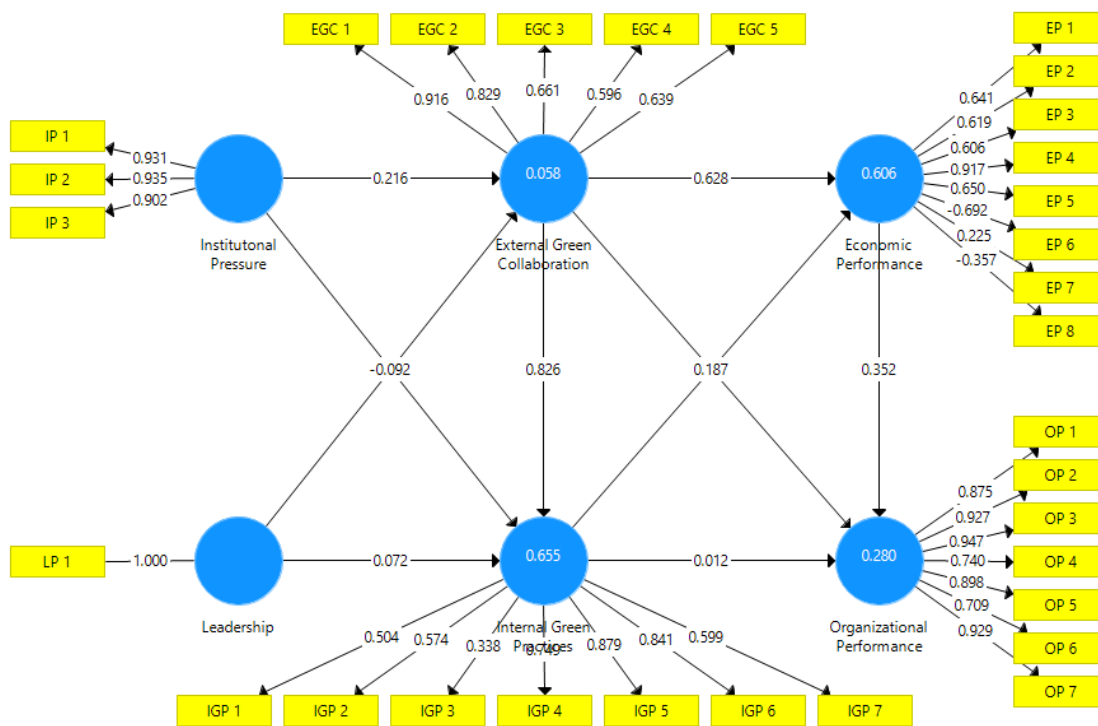 EGC 1
EGC 2
EGC 3
EGC 4
EGC 5
EP 1
EP 2
EP 3
EP 4
EP 5
EP 6
EP 7
EP 8
0.916
0.829
0.661
0.596
0.639
0.641
0.619
0.606
0.917
0.650
-0.692
0.225
-0.357
IP 1
IP 2
IP 3
0.931
0.935
0.902
0.216
0.058
0.628
0.606
Institutonal
Pressure
External Green
Collaboration
Economic
Performance
-0.092
0.826
0.187
0.352
LP 1
1.000
0.072
0.655
0.012
0.280
Leadership
Internal Green
Practices
Organizational
Performance
OP 1
OP 2
OP 3
OP 4
OP 5
OP 6
OP 7
0.875
0.927
0.947
0.740
0.898
0.709
0.929
0.504
0.574
0.338
0.879
0.841
0.599
IGP 1
IGP 2
IGP 3
IGP 4
IGP 5
IGP 6
IGP 7